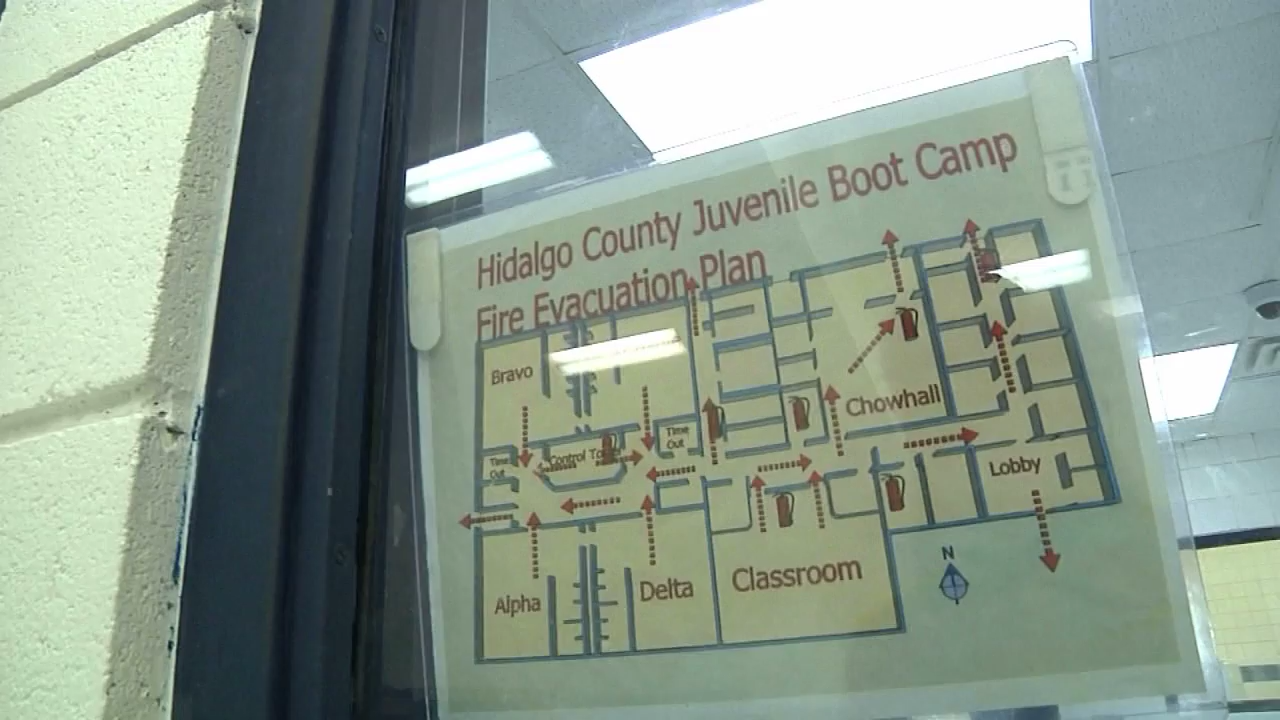 Hidalgo County Juvenile Boot Camp
Fire Evacuation Plan
Bravo
Time
Out
Control Tower
Time
Out
Chowhall
Lobby
Alpha
Delta
Classroom
N